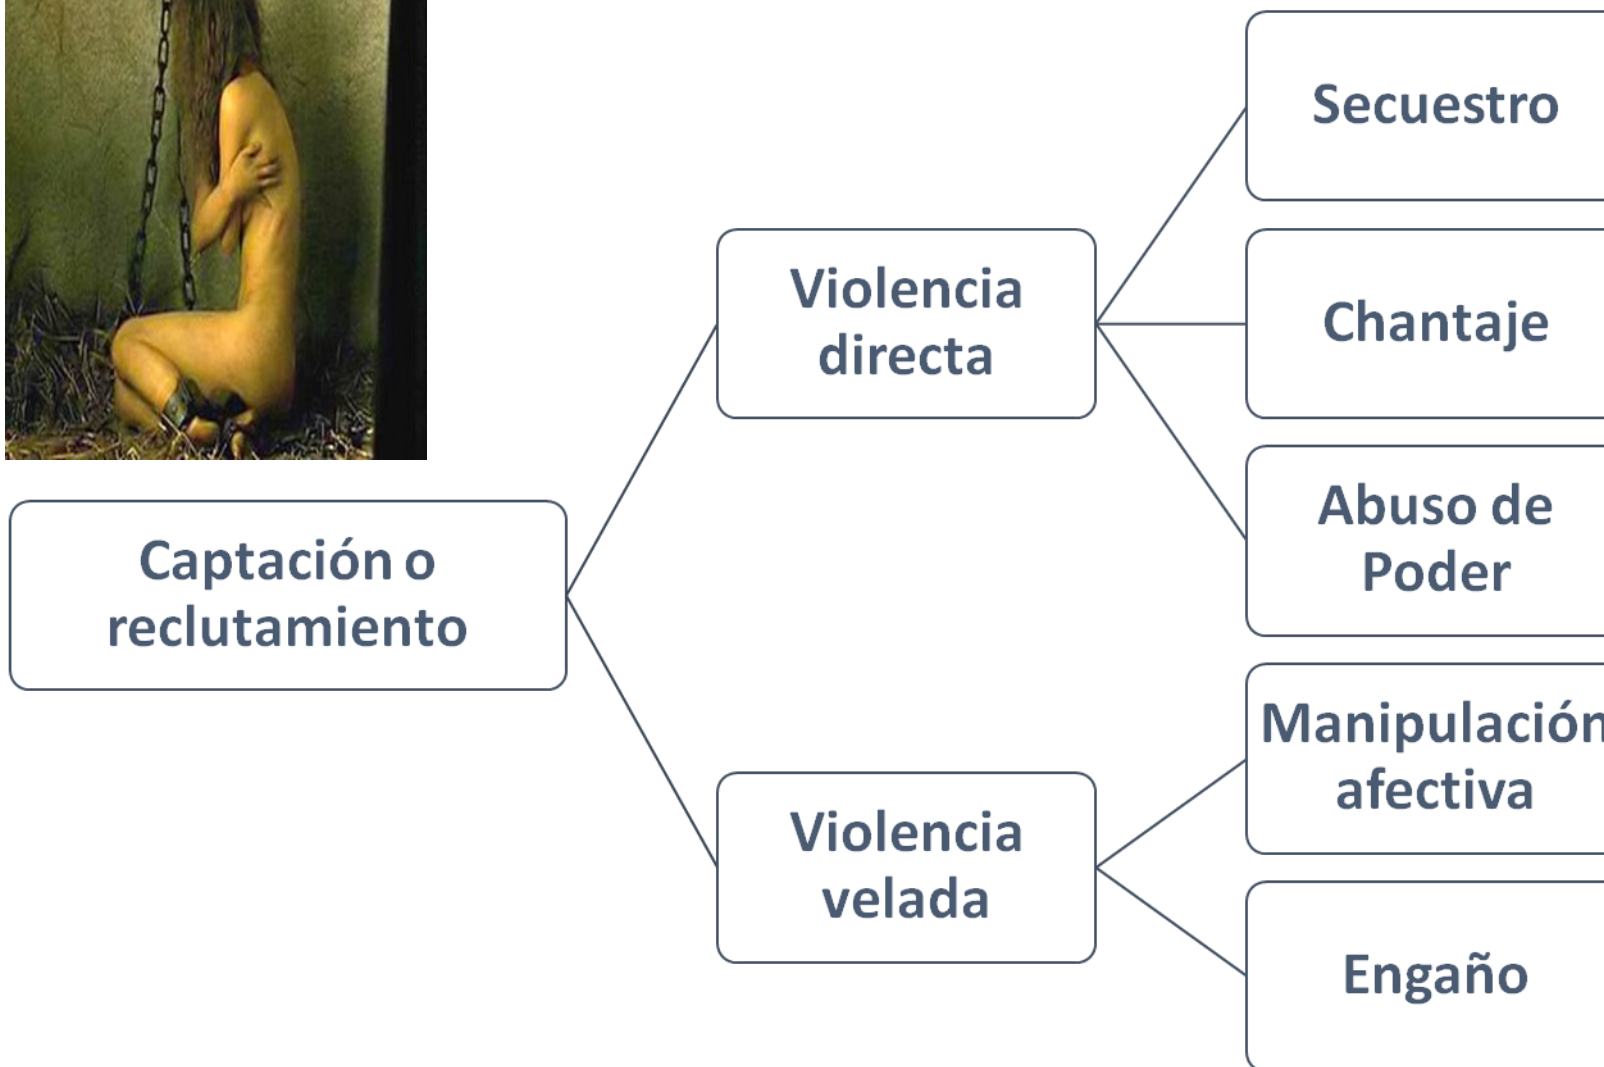 Captación o
reclutamiento
Violencia
directa
Secuestro
Chantaje
Abuso de
Poder
Violencia
velada
Manipulación
afectiva
Engaño